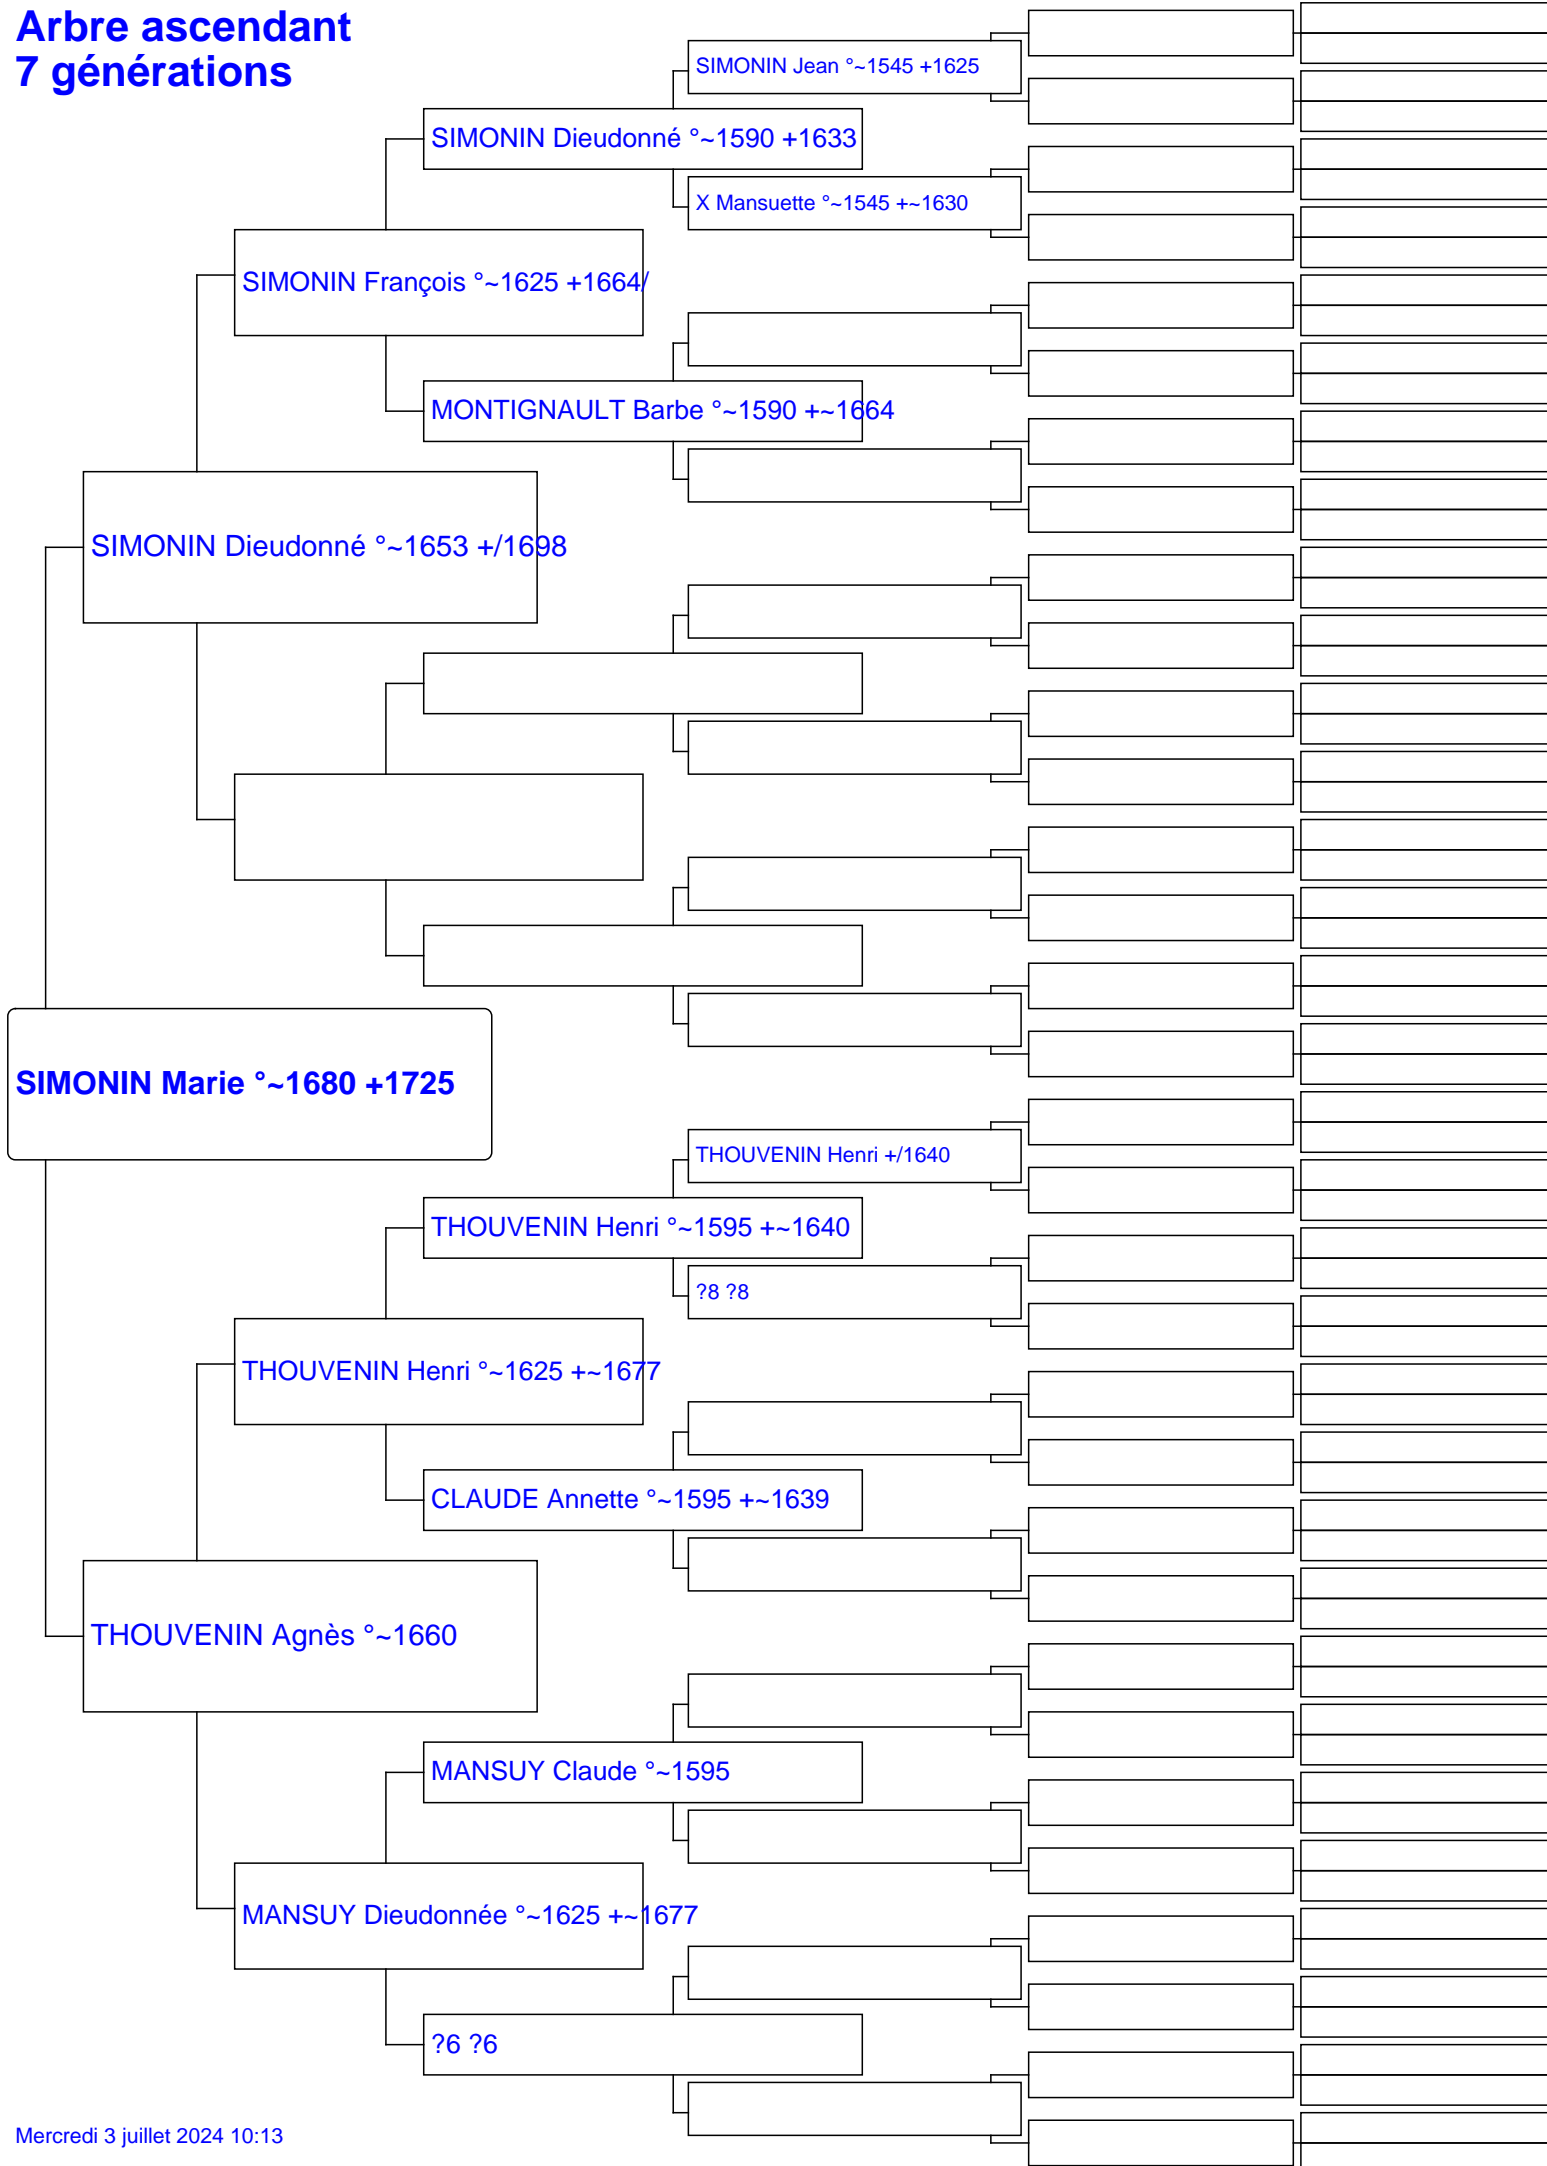 Arbre ascendant
7 générations
SIMONIN Jean °~1545 +1625
SIMONIN Dieudonné °~1590 +1633
X Mansuette °~1545 +~1630
SIMONIN François °~1625 +1664/
MONTIGNAULT Barbe °~1590 +~1664
SIMONIN Dieudonné °~1653 +/1698
SIMONIN Marie °~1680 +1725
THOUVENIN Henri +/1640
THOUVENIN Henri °~1595 +~1640
?8 ?8
THOUVENIN Henri °~1625 +~1677
CLAUDE Annette °~1595 +~1639
THOUVENIN Agnès °~1660
MANSUY Claude °~1595
MANSUY Dieudonnée °~1625 +~1677
?6 ?6
Mercredi 3 juillet 2024 10:13